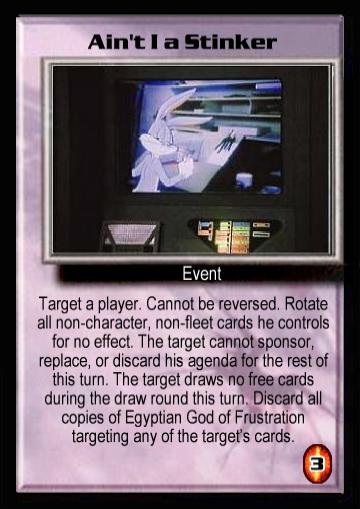 Ain't I a Stinker
Event
Target a player. Cannot be reversed. Rotate
all non-character, non-fleet cards he controls
for no effect. The target cannot sponsor,
replace, or discard his agenda for the rest of
this turn. The target draws no free cards
during the draw round this turn. Discard all
copies of Egyptian God of Frustration
targeting any of the target's cards.
3